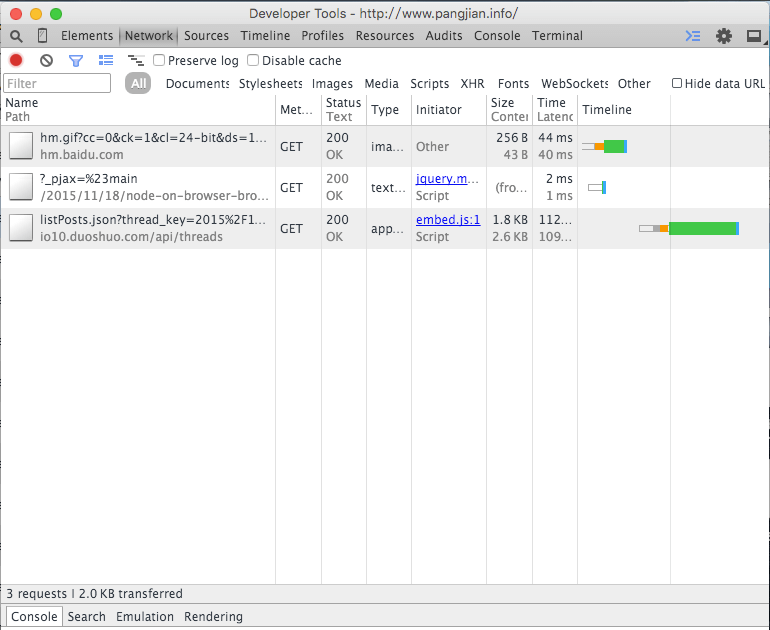 Developer Tools - http://www.pangjian.info/
Elements Network Sources Timeline Profiles Resources Audits Console Terminal
Preserve log Disable cache
Filter All Documents Stylesheets Images Media Scripts XHR Fonts WebSockets Other Hide data URL
Name Met... Status Type Initiator Size Time Timeline
Path Text Conter Latenc
hm.gif?cc=0&ck=1&cl=24-bit&ds=1... GET 200 ima... Other 256 B 44 ms
hm.baidu.com OK 43 B 40 ms
?_pjax=%23main GET 200 text... jquery.m... (fro... 2 ms
/2015/11/18/node-on-browser-bro... OK Script 1 ms
listPosts.json?thread_key=2015%2F1... GET 200 app... embed.js:1 1.8 KB 112...
io10.duoshuo.com/api/threads OK Script 2.6 KB 109...
3 requests | 2.0 KB transferred
Console Search Emulation Rendering